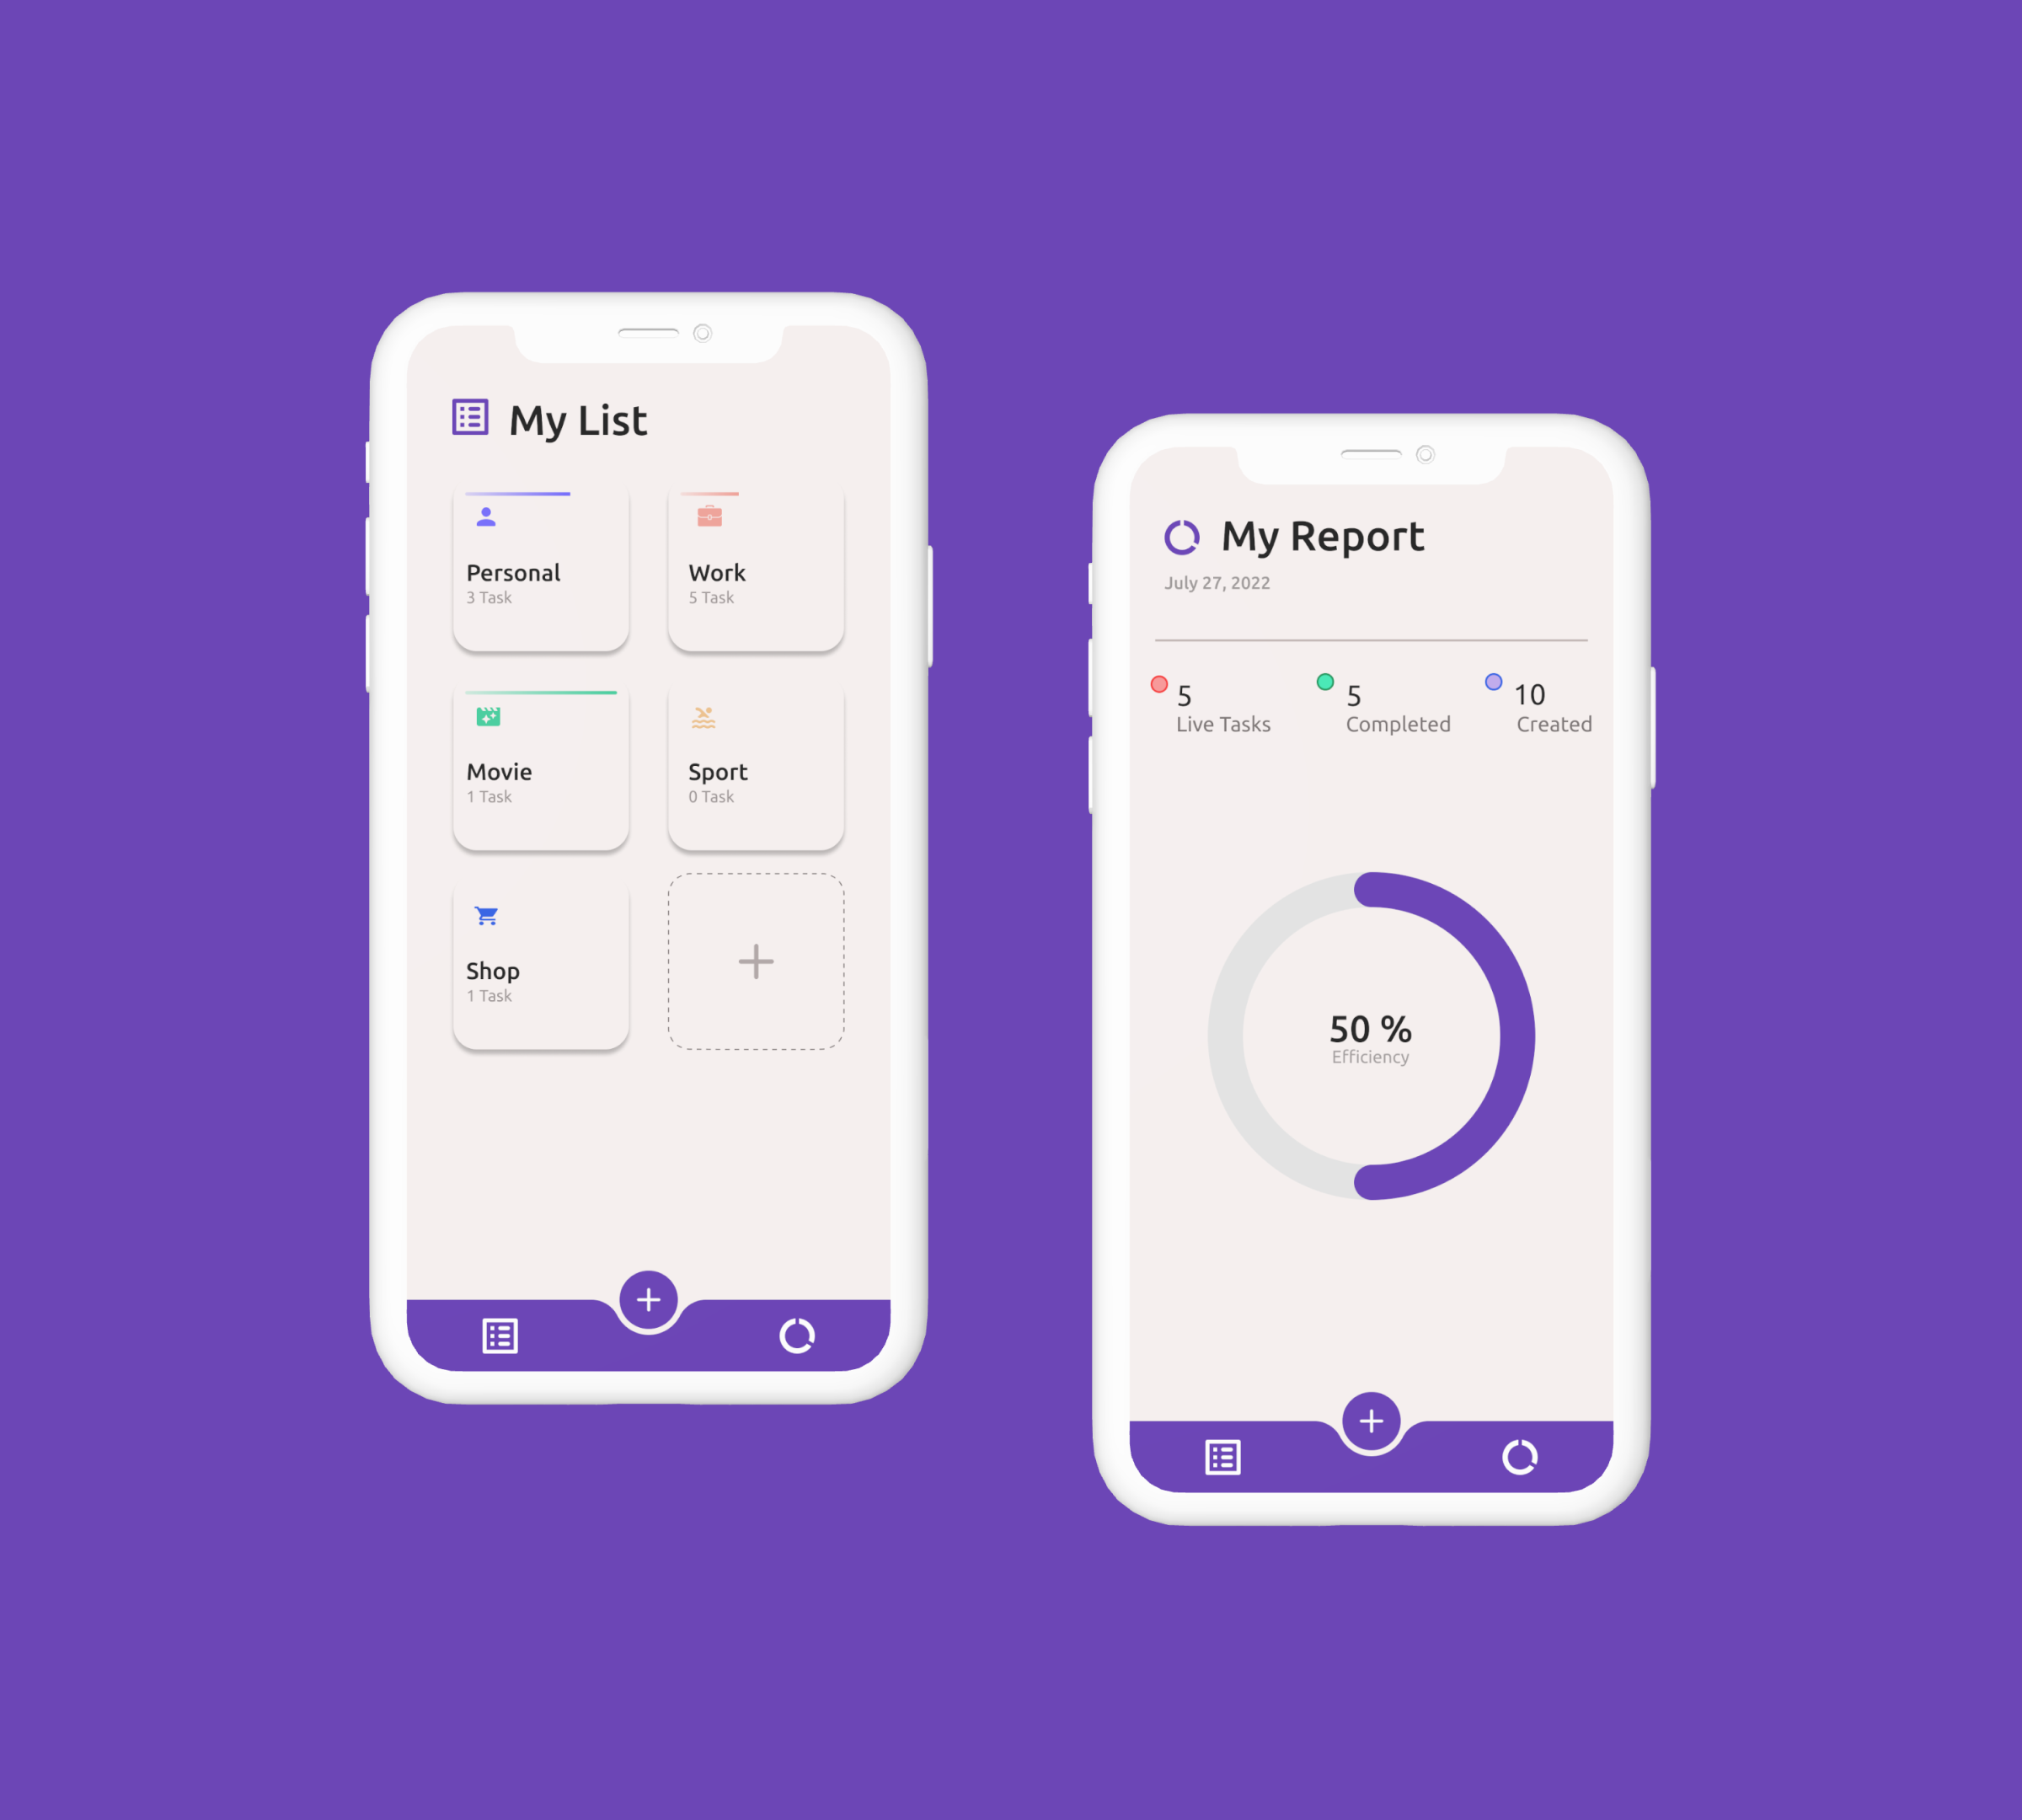 My List
Personal
3 Task
Work
5 Task
Movie
1 Task
Sport
0 Task
Shop
1 Task
My Report
July 27, 2022
5
Live Tasks
5
Completed
10
Created
50 %
Efficiency